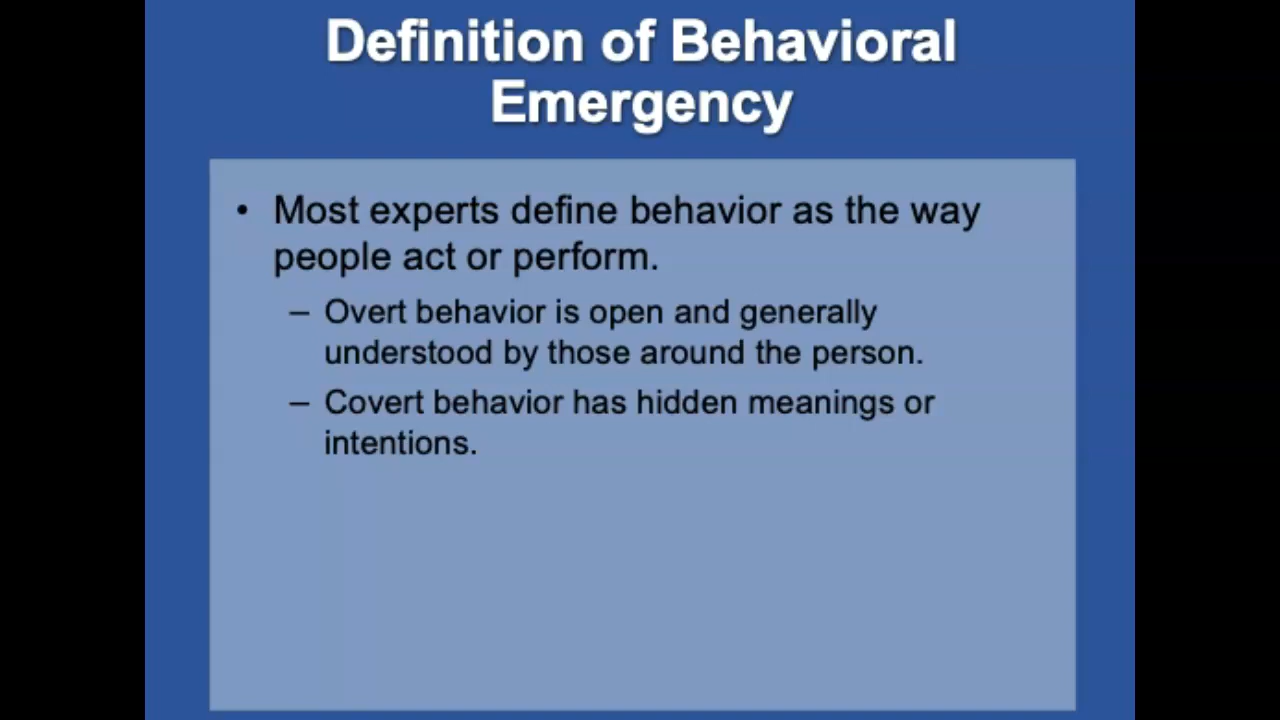 Definition of Behavioral
Emergency
• Most experts define behavior as the way
people act or perform.
– Overt behavior is open and generally
understood by those around the person.
– Covert behavior has hidden meanings or
intentions.